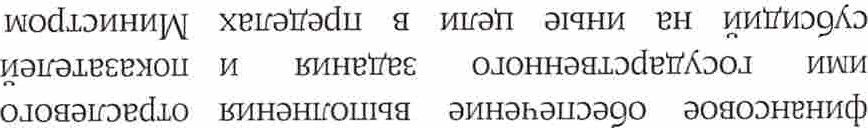 финансовое обеспечение выполнения отраслевого
ими государственного задания и показателей
субсидий на иные цели в пределах Министром